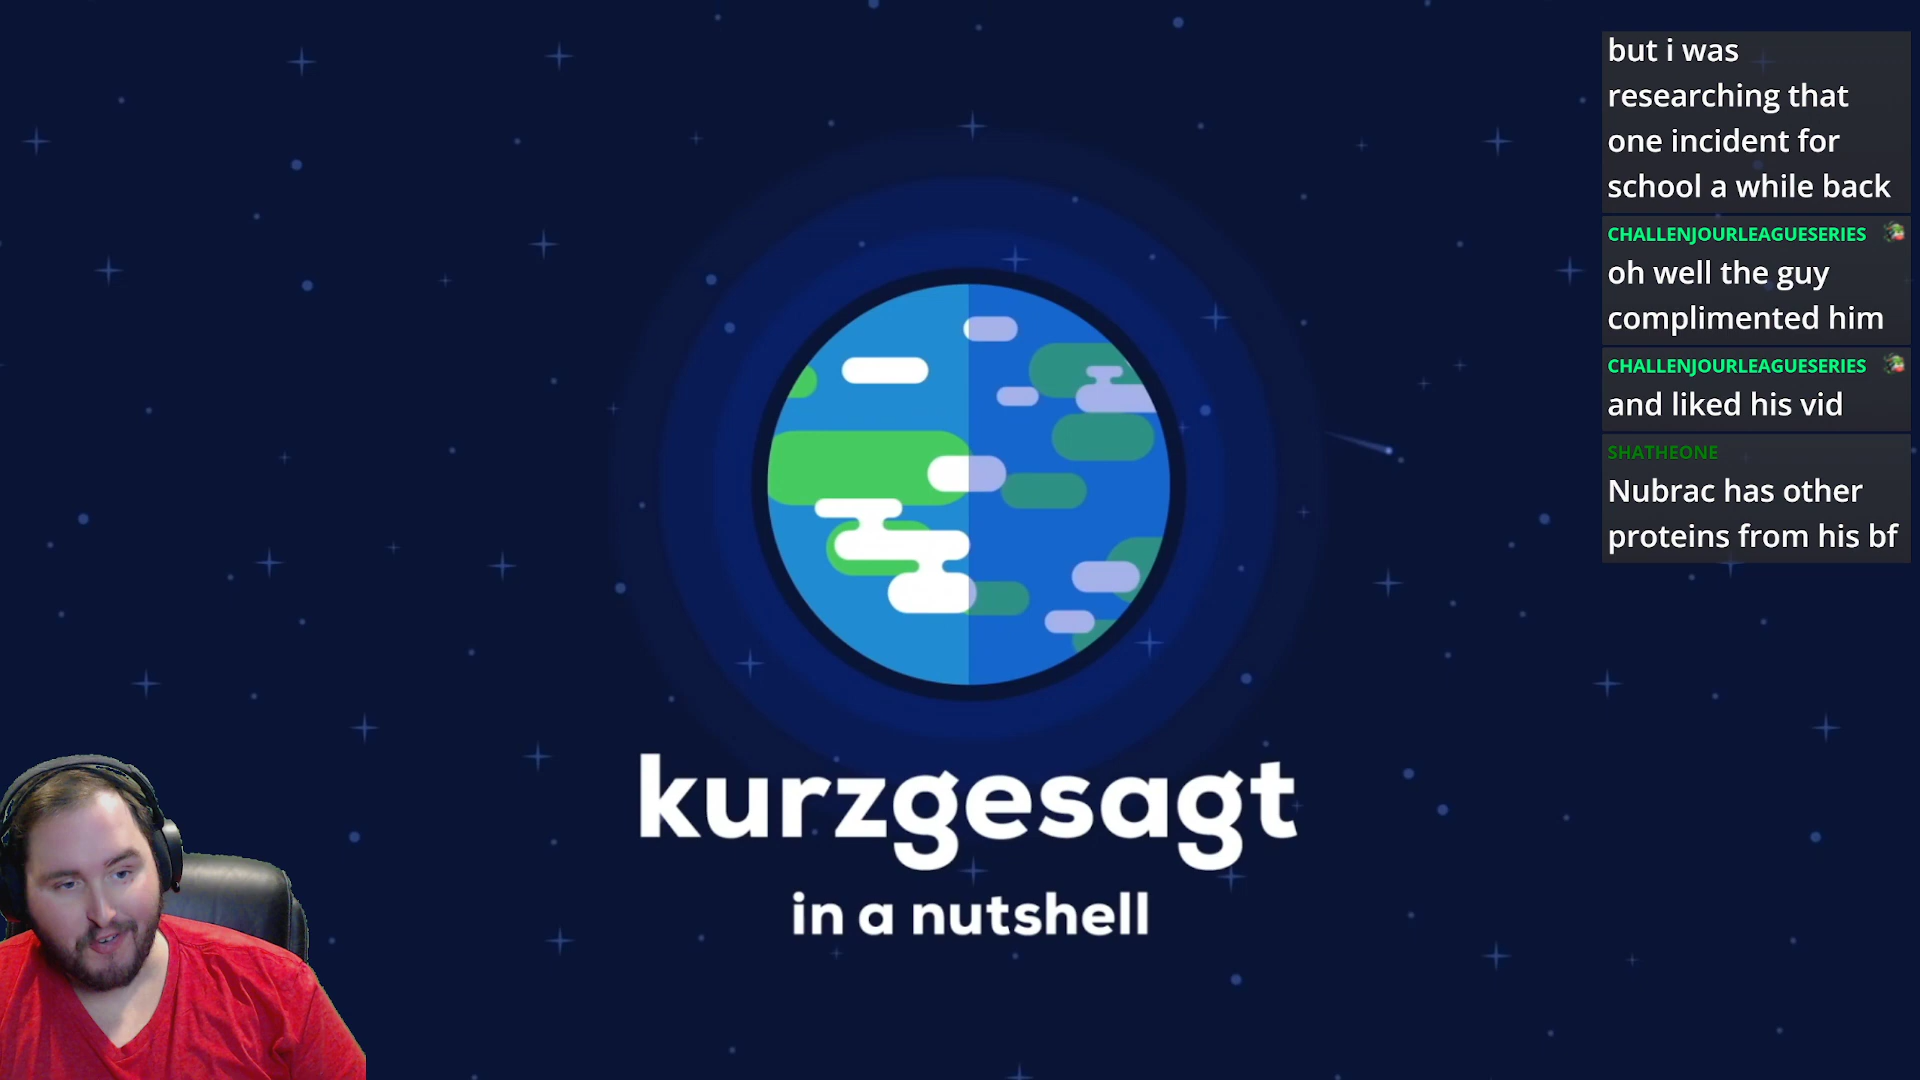 but i was
researching that
one incident for
school a while back
CHALLENJOURLEAGUESERIES
oh well the guy
complimented him
CHALLENJOURLEAGUESERIES
and liked his vid
SHATHEONE
Nubrac has other
proteins from his bf
kurzgesagt
in a nutshell